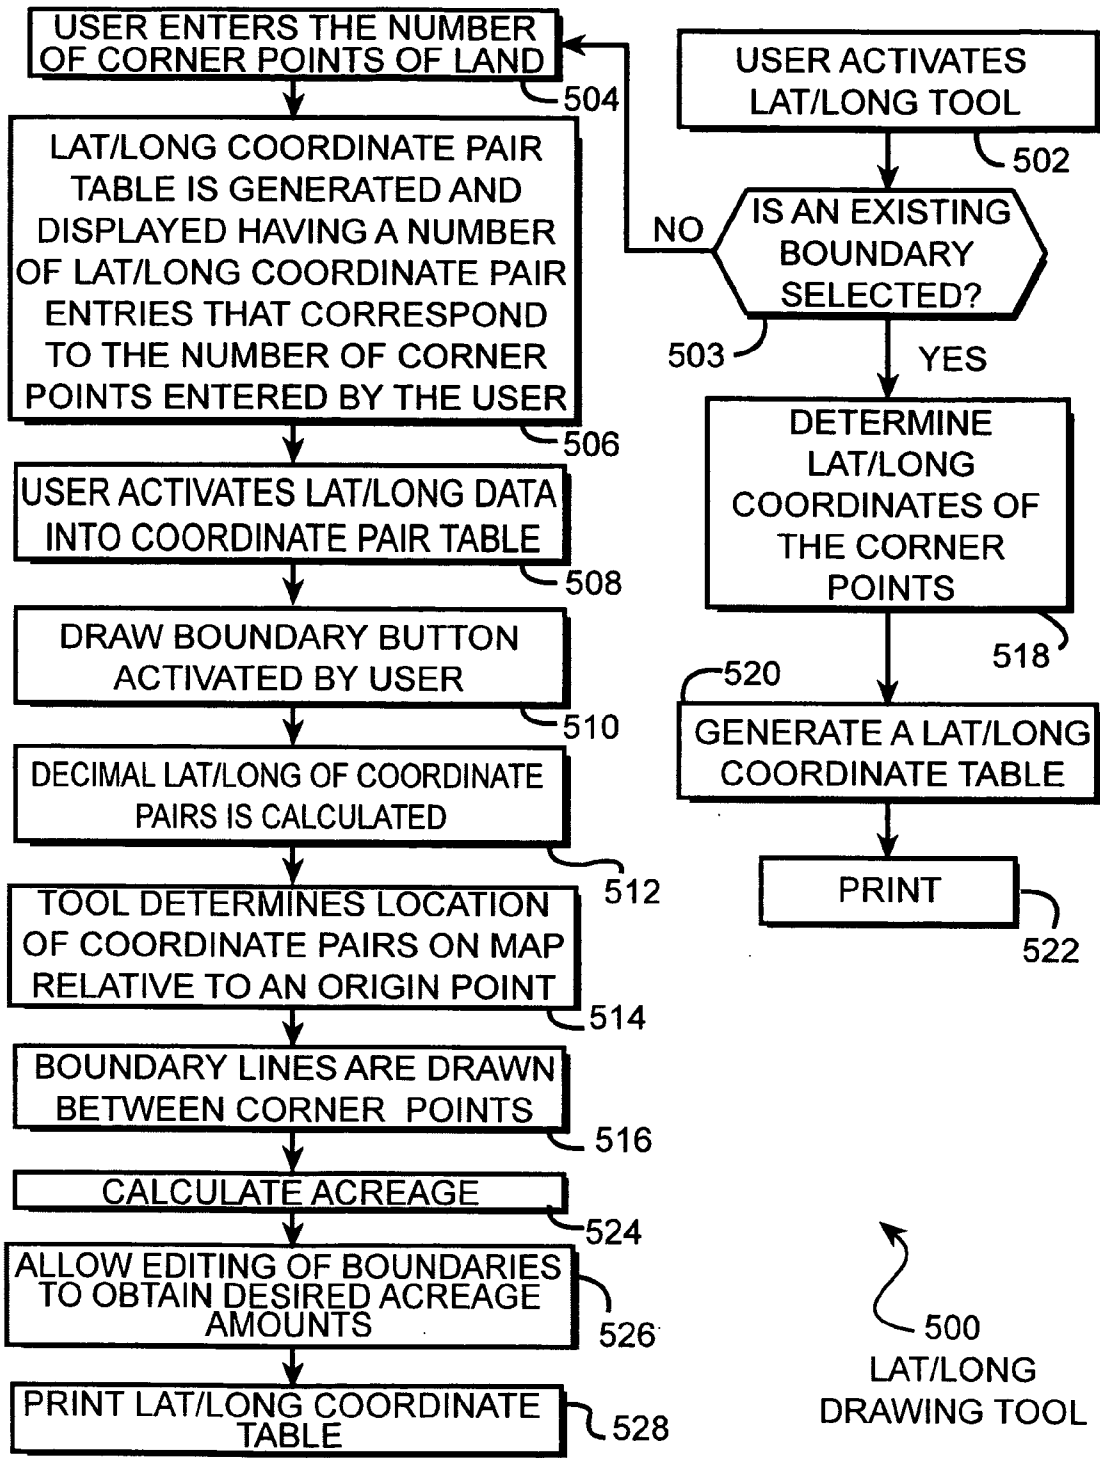 USER ENTERS THE NUMBER
OF CORNER POINTS OF LAND
504
LAT/LONG COORDINATE PAIR
TABLE IS GENERATED AND
DISPLAYED HAVING A NUMBER
OF LAT/LONG COORDINATE PAIR
ENTRIES THAT CORRESPOND
TO THE NUMBER OF CORNER
POINTS ENTERED BY THE USER
506
USER ACTIVATES LAT/LONG DATA
INTO COORDINATE PAIR TABLE
508
DRAW BOUNDARY BUTTON
ACTIVATED BY USER
510
DECIMAL LAT/LONG OF COORDINATE
PAIRS IS CALCULATED
512
TOOL DETERMINES LOCATION
OF COORDINATE PAIRS ON MAP
RELATIVE TO AN ORIGIN POINT
514
BOUNDARY LINES ARE DRAWN
BETWEEN CORNER POINTS
516
CALCULATE ACREAGE
524
ALLOW EDITING OF BOUNDARIES
TO OBTAIN DESIRED ACREAGE
AMOUNTS
526
PRINT LAT/LONG COORDINATE
TABLE
528
USER ACTIVATES
LAT/LONG TOOL
502
IS AN EXISTING
BOUNDARY
SELECTED?
NO
503
YES
DETERMINE
LAT/LONG
COORDINATES OF
THE CORNER
POINTS
518
520
GENERATE A LAT/LONG
COORDINATE TABLE
PRINT
522
500
LAT/LONG
DRAWING TOOL